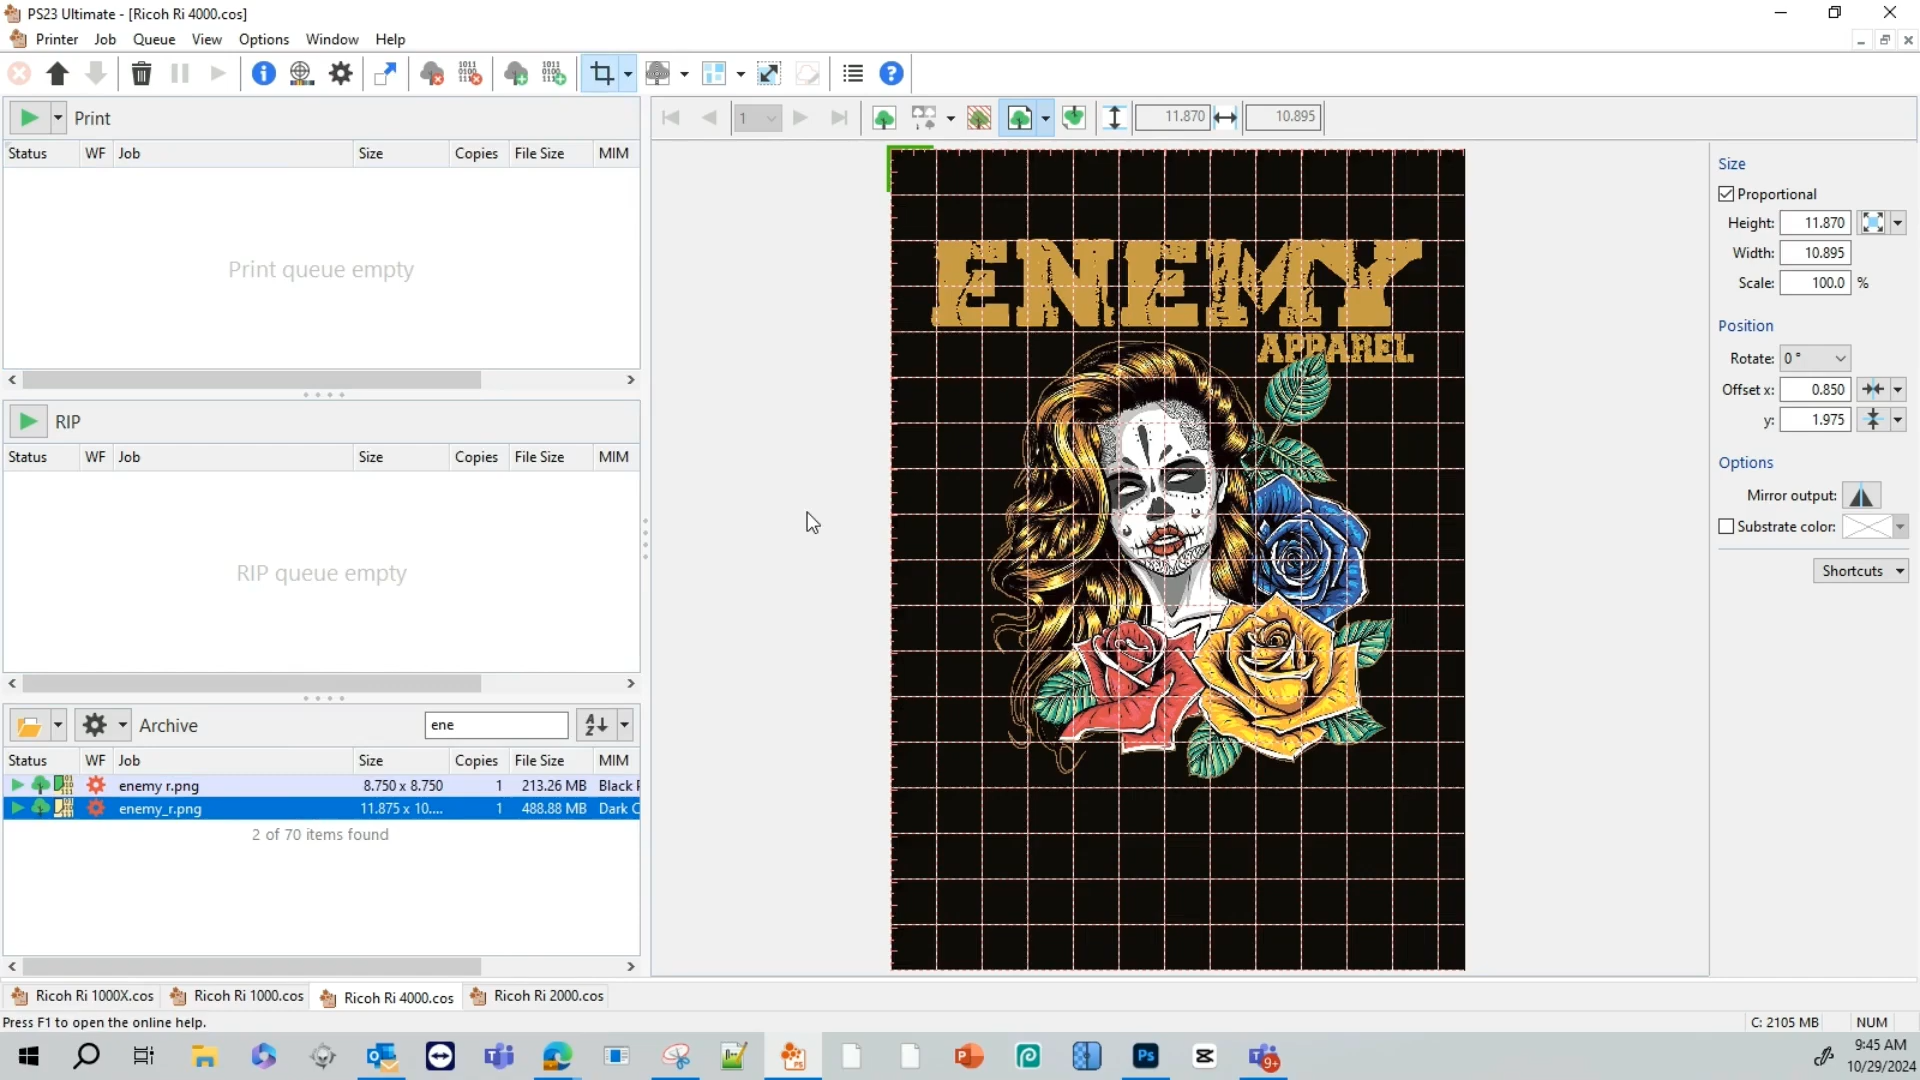 PS23 Ultimate - [Ricoh Ri 4000.cos]
Printer Job Queue View Options Window Help
Print
1 11.870 10.895
Status WF Job Size Copies File Size MIM
Print queue empty
RIP
Status WF Job Size Copies File Size MIM
RIP queue empty
Archive ene
Status WF Job Size Copies File Size MIM
enemy r.png 8.750 x 8.750 1 213.26 MB Black
enemy_r.png 11.875 x 10.... 1 488.88 MB Dark C
2 of 70 items found
ENEMY
APPAREL
Size
Proportional
Height: 11.870
Width: 10.895
Scale: 100.0 %
Position
Rotate: 0 °
Offset x: 0.850
y: 1.975
Options
Mirror output:
Substrate color:
Shortcuts
Ricoh Ri 1000X.cos Ricoh Ri 1000.cos Ricoh Ri 4000.cos Ricoh Ri 2000.cos
Press F1 to open the online help. C: 2105 MB NUM
9:45 AM
10/29/2024